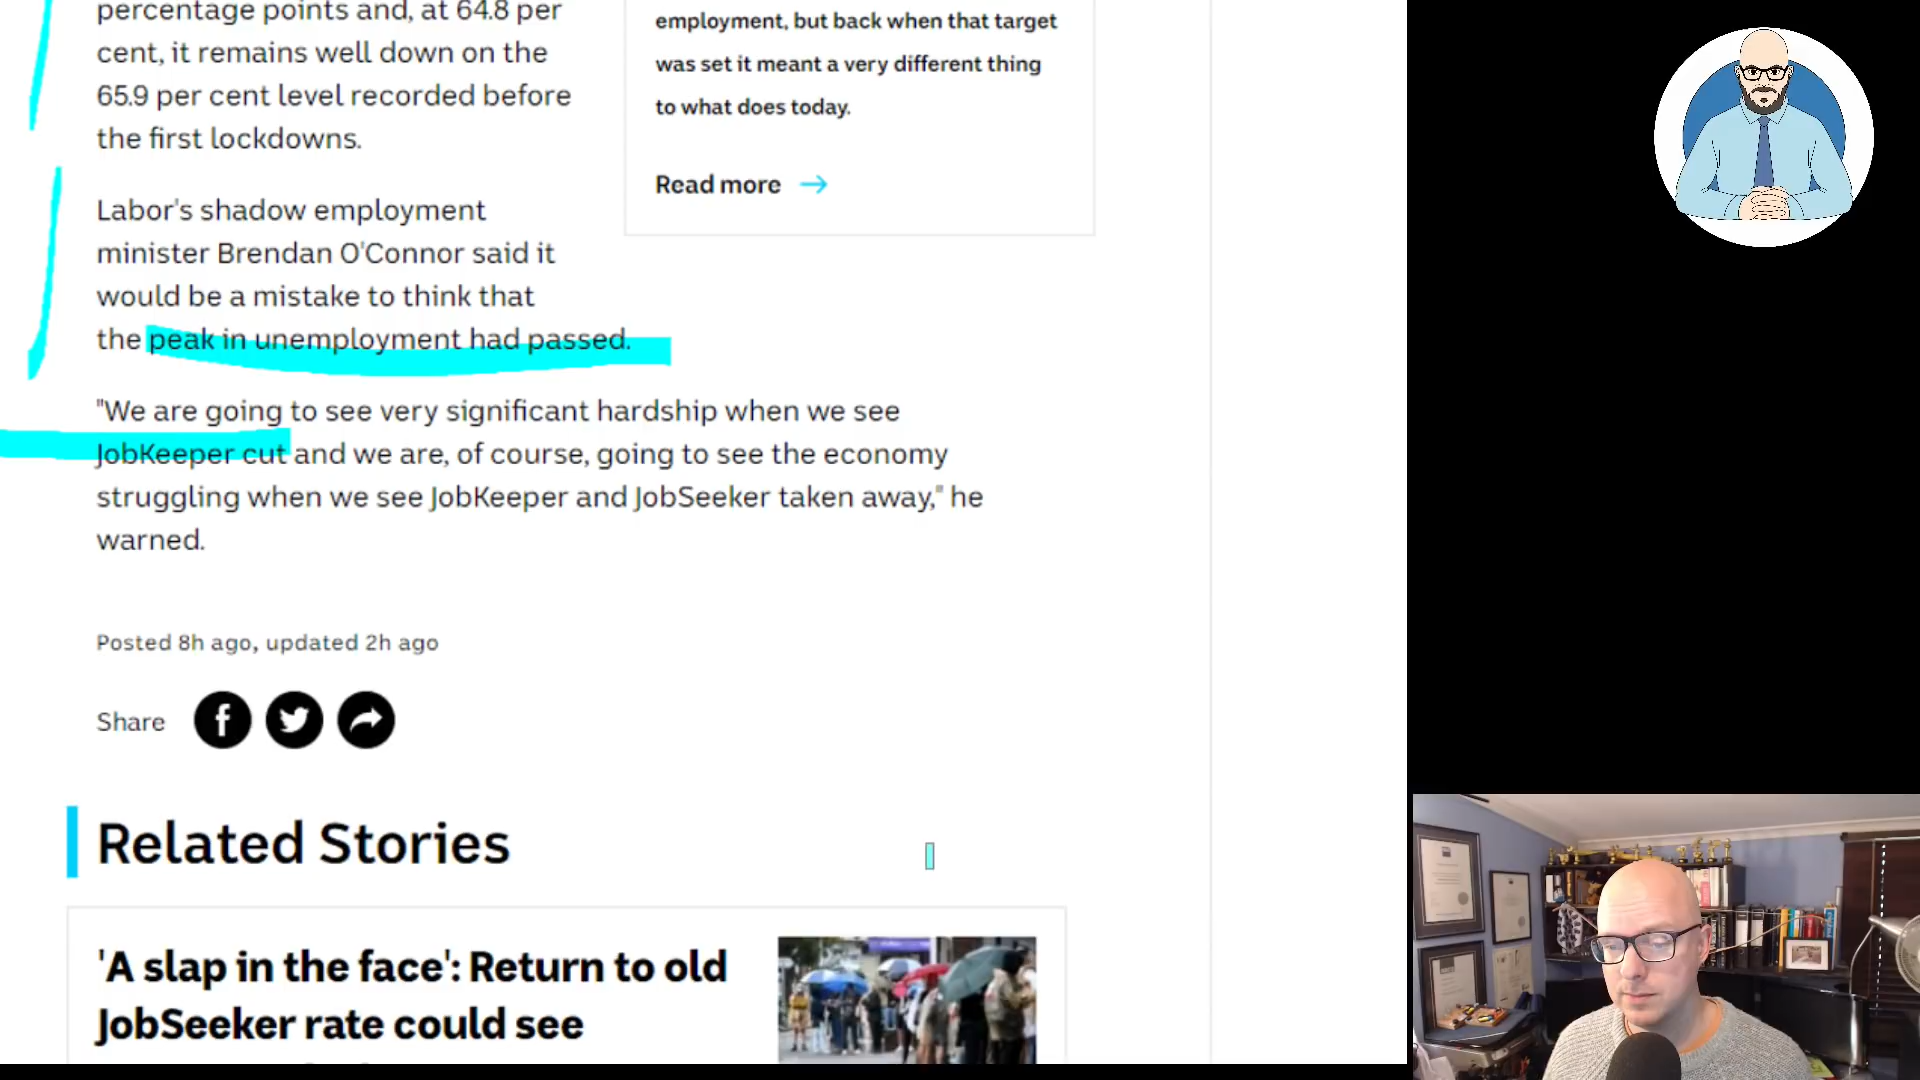 percentage points and, at 64.8 per
cent, it remains well down on the
65.9 per cent level recorded before
the first lockdowns.
employment, but back when that target
was set it meant a very different thing
to what does today.
Read more
Labor's shadow employment
minister Brendan O'Connor said it
would be a mistake to think that
the peak in unemployment had passed.
"We are going to see very significant hardship when we see
JobKeeper cut and we are, of course, going to see the economy
struggling when we see JobKeeper and JobSeeker taken away," he
warned.
Posted 8h ago, updated 2h ago
Share
Related Stories
'A slap in the face': Return to old
JobSeeker rate could see